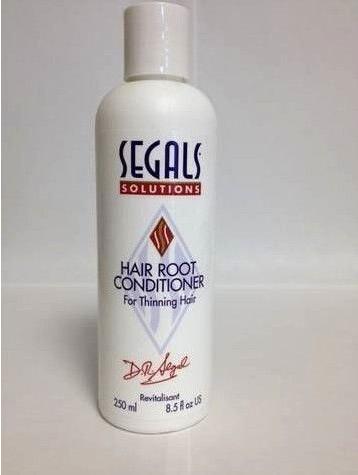 SEGALS
SOLUTIONS
HAIR ROOT
CONDITIONER
For Thinning Hair
D.R. Segal
Revitalisant
250 ml 8.5 fl oz US